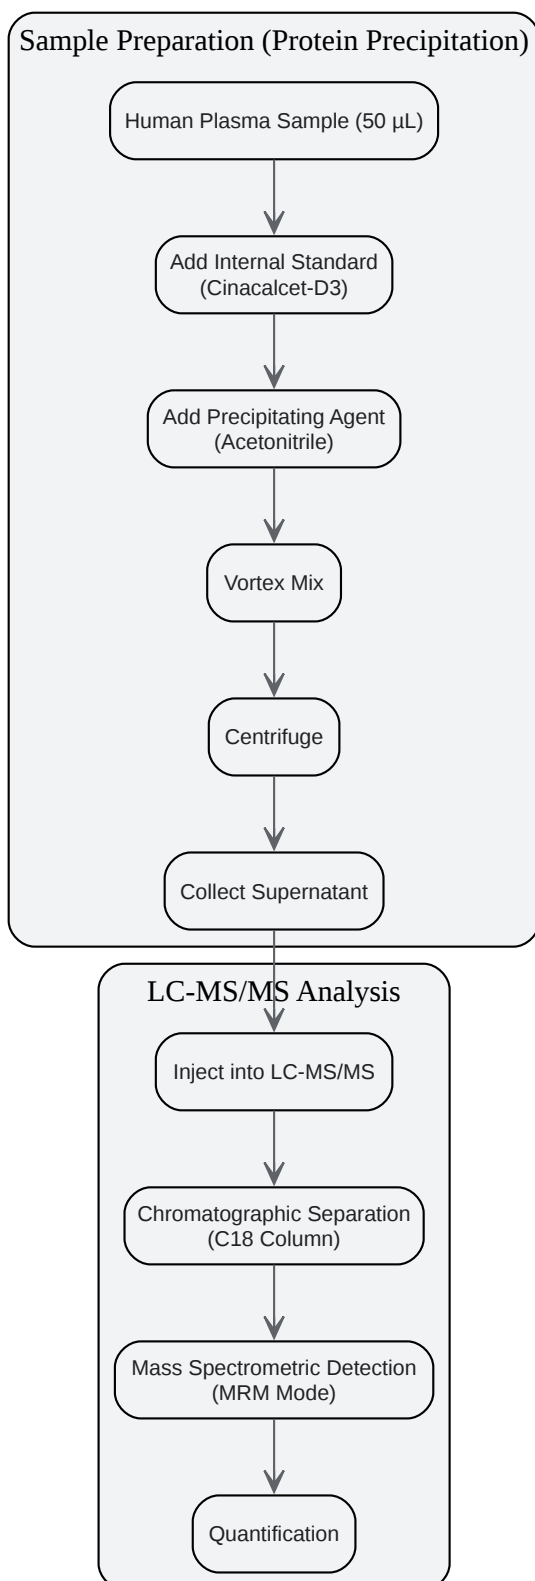 Sample Preparation (Protein Precipitation)
Human Plasma Sample (50 µL)
Add Internal Standard
(Cinacalcet-D3)
Add Precipitating Agent
(Acetonitrile)
Vortex Mix
Centrifuge
Collect Supernatant
LC-MS/MS Analysis
Inject into LC-MS/MS
Chromatographic Separation
(C18 Column)
Mass Spectrometric Detection
(MRM Mode)
Quantification